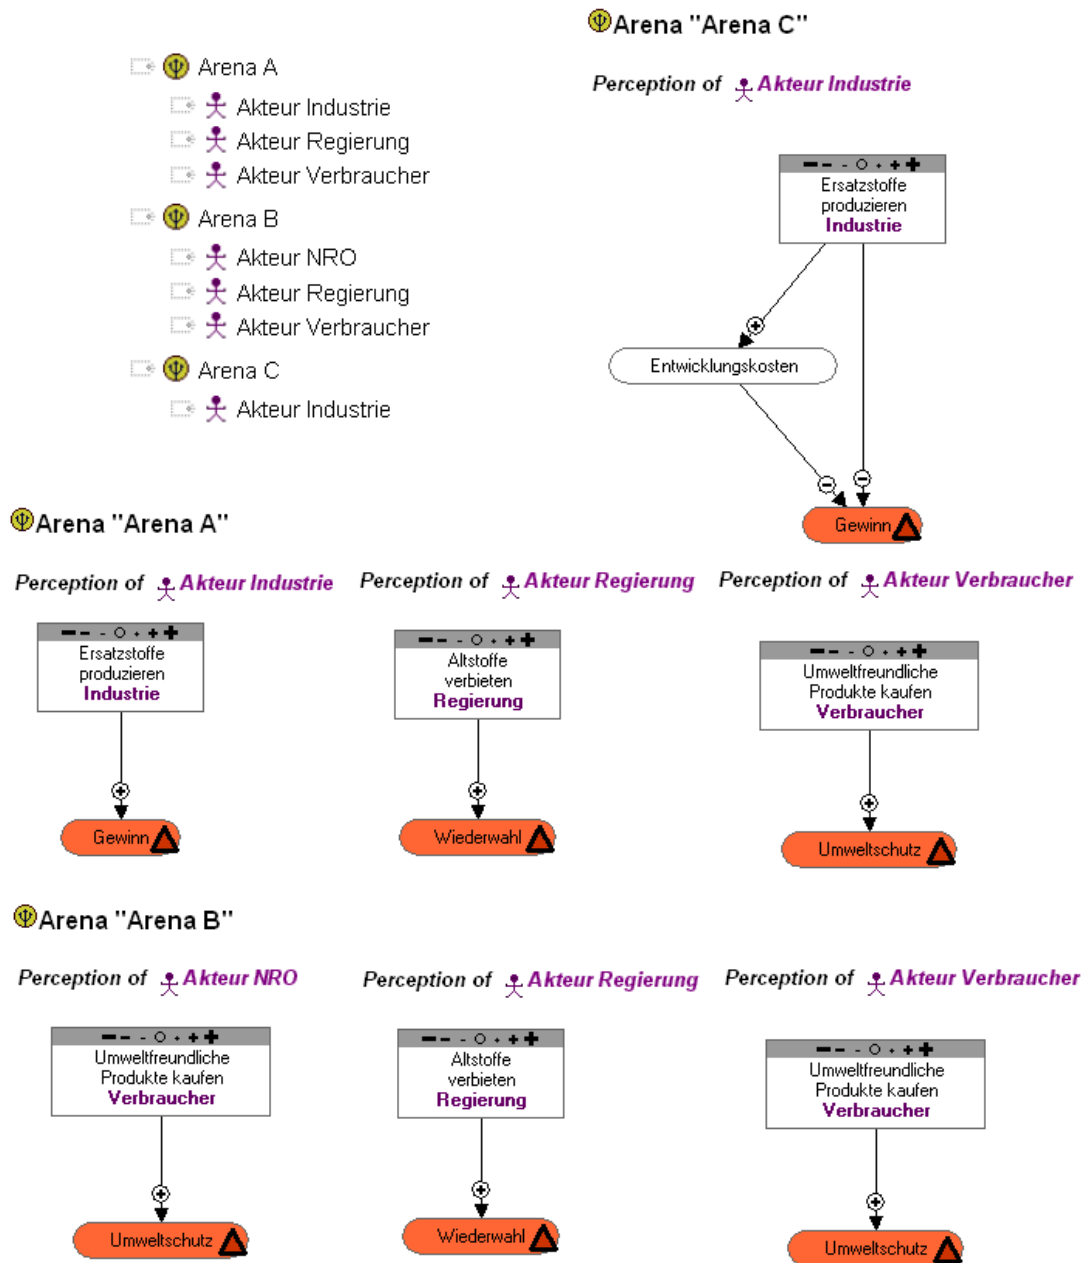 Arena A
Akteur Industrie
Akteur Regierung
Akteur Verbraucher
Arena B
Akteur NRO
Akteur Regierung
Akteur Verbraucher
Arena C
Akteur Industrie
Arena "Arena C"
Perception of Akteur Industrie
Ersatzstoffe
produzieren
Industrie
Entwicklungskosten
Gewinn
Arena "Arena A"
Perception of Akteur Industrie
Ersatzstoffe
produzieren
Industrie
Gewinn
Perception of Akteur Regierung
Altstoffe
verbieten
Regierung
Wiederwahl
Perception of Akteur Verbraucher
Umweltfreundliche
Produkte kaufen
Verbraucher
Umweltschutz
Arena "Arena B"
Perception of Akteur NRO
Umweltfreundliche
Produkte kaufen
Verbraucher
Umweltschutz
Perception of Akteur Regierung
Altstoffe
verbieten
Regierung
Wiederwahl
Perception of Akteur Verbraucher
Umweltfreundliche
Produkte kaufen
Verbraucher
Umweltschutz